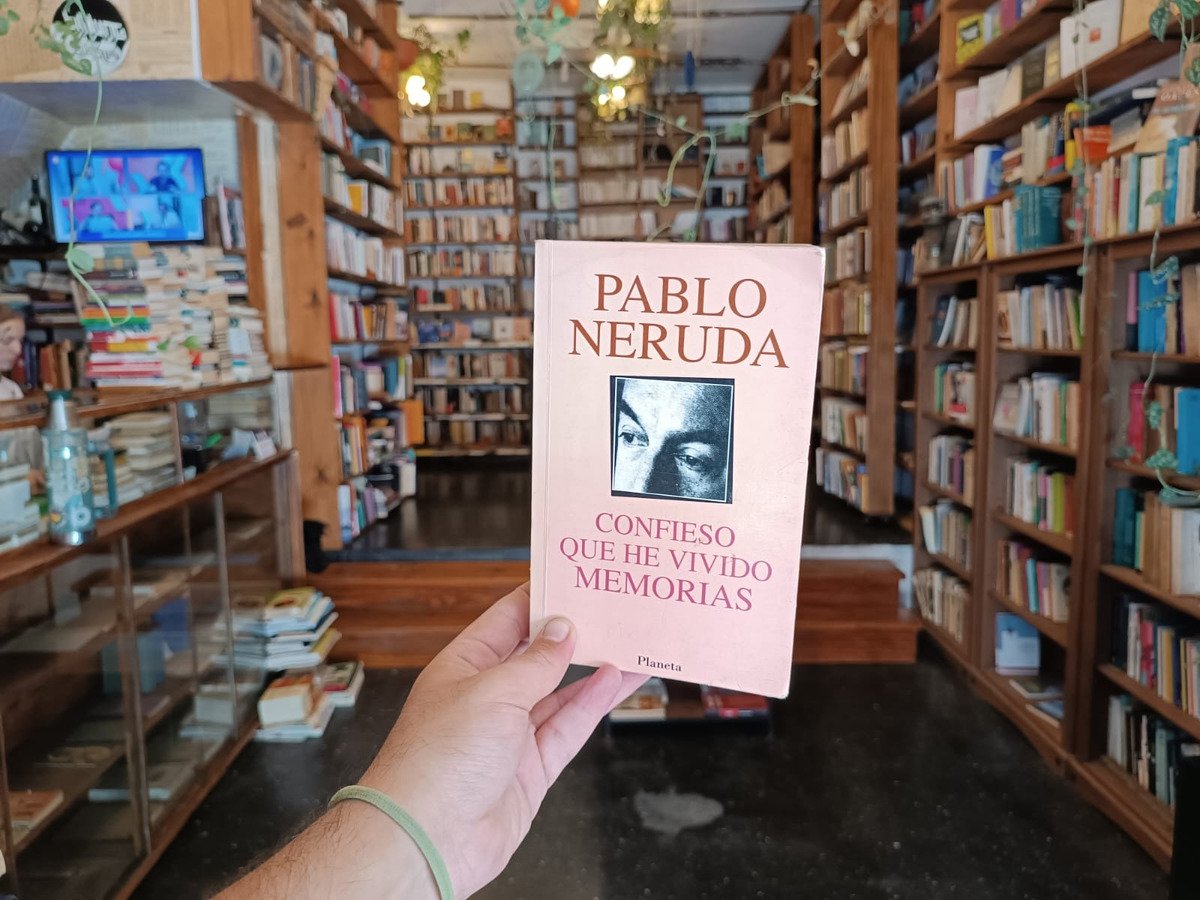 PABLO
NERUDA
CONFIESO
QUE HE VIVIDO
MEMORIAS
Planeta